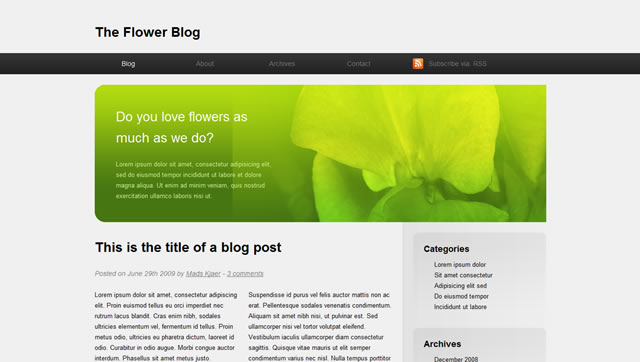 The Flower Blog
Blog About Archives Contact Subscribe via. RSS
Do you love flowers as
much as we do?
Lorem ipsum dolor sit amet, consectetur adipisicing elit,
sed do eiusmod tempor incididunt ut labore et dolore
magna aliqua. Ut enim ad minim veniam, quis nostrud
exercitation ullamco laboris nisi ut.
This is the title of a blog post
Posted on June 29th 2009 by Mads Kjaer - 3 comments
Lorem ipsum dolor sit amet, consectetur adipiscing
elit. Proin euismod tellus eu orci imperdiet nec
rutrum lacus blandit. Cras enim nibh, sodales
ultricies elementum vel, fermentum id tellus. Proin
metus odio, ultricies eu pharetra dictum, laoreet id
odio. Curabitur in odio augue. Morbi congue auctor
interdum. Phasellus sit amet metus justo.
Suspendisse id purus vel felis auctor mattis non ac
erat. Pellentesque sodales venenatis condimentum.
Aliquam sit amet nibh nisi, ut pulvinar est. Sed
ullamcorper nisi vel tortor volutpat eleifend.
Vestibulum iaculis ullamcorper diam consectetur
sagittis. Quisque vitae mauris ut elit semper
condimentum varius nec nisl. Nulla tempus porttitor
Categories
Lorem ipsum dolor
Sit amet consectetur
Adipisicing elit sed
Do eiusmod tempor
Incididunt ut labore
Archives
December 2008